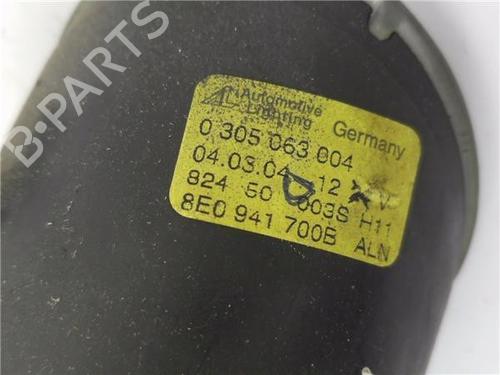 Automotive
Lighting
Germany
0 305 063 004
04.03.04 12 V
824 50 003S H11
8E0 941 700B ALN
B-PARTS